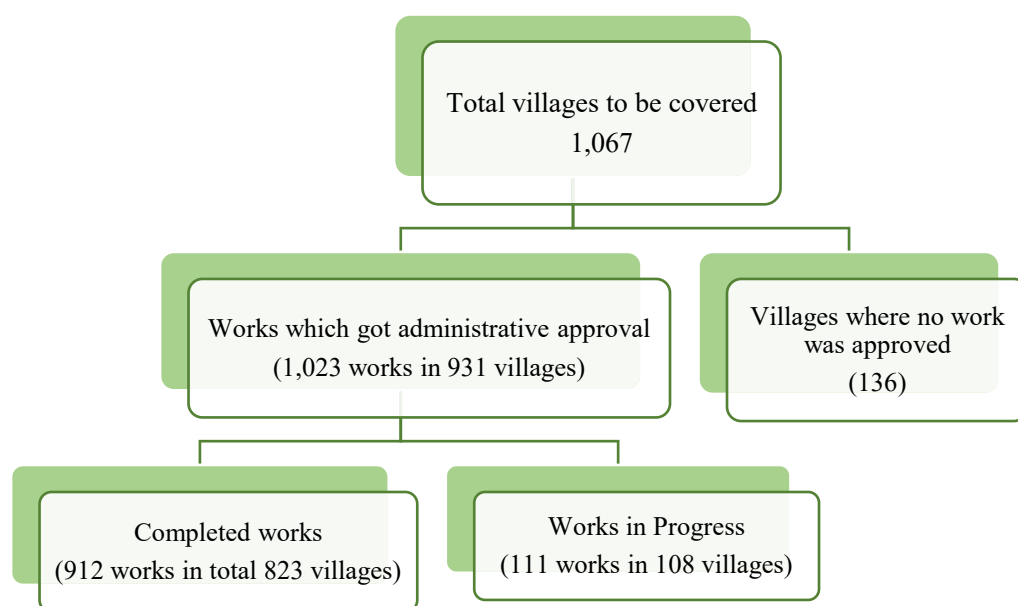 Total villages to be covered
1,067
Works which got administrative approval
(1,023 works in 931 villages)
Villages where no work
was approved
(136)
Completed works
(912 works in total 823 villages)
Works in Progress
(111 works in 108 villages)